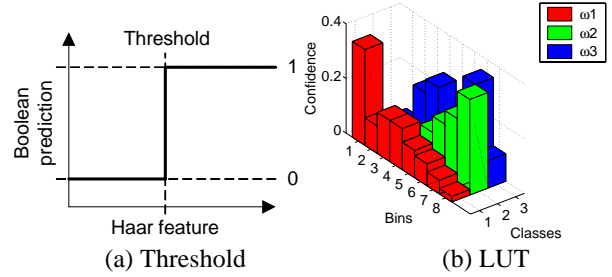 Threshold
1
0
Boolean
prediction
Haar feature
(a) Threshold
0.4
0.2
0
Confidence
1 2 3 4 5 6 7 8
Bins
1 2 3
Classes
ω1
ω2
ω3
(b) LUT